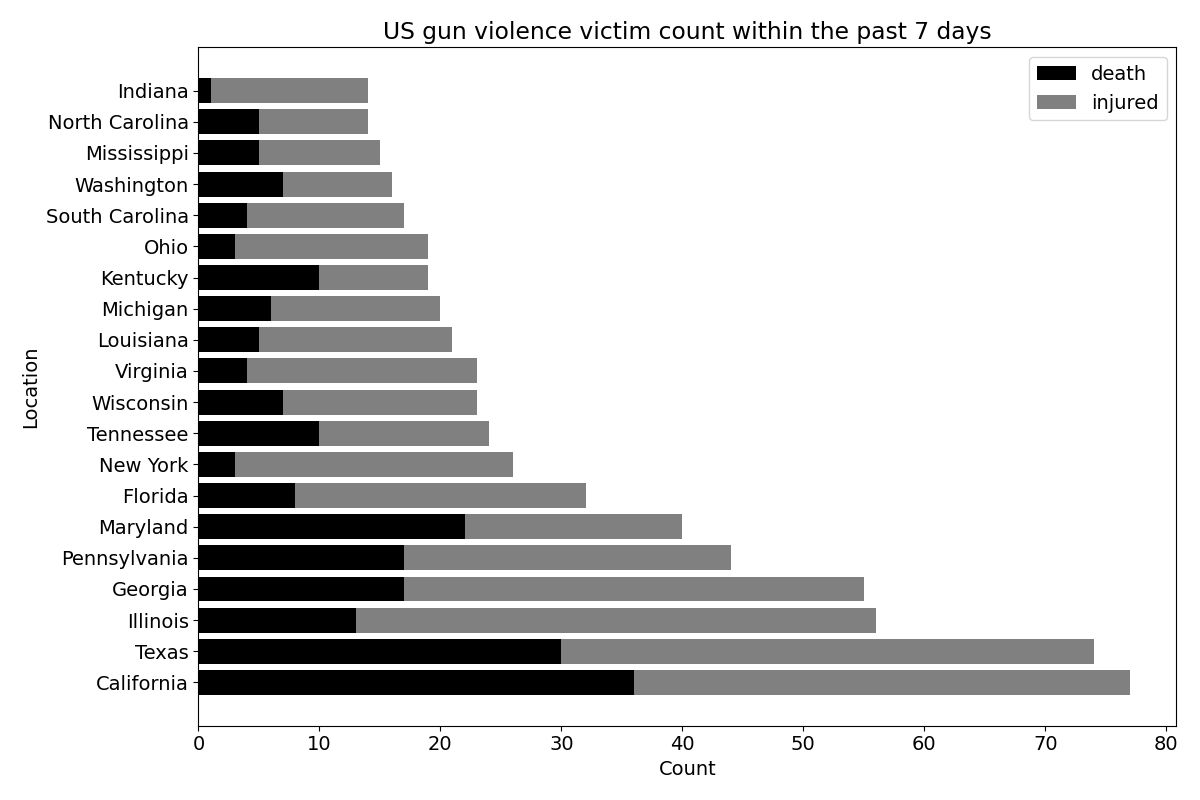 US gun violence victim count within the past 7 days
death
injured
Indiana
North Carolina
Mississippi
Washington
South Carolina
Ohio
Kentucky
Michigan
Louisiana
Virginia
Wisconsin
Tennessee
New York
Florida
Maryland
Pennsylvania
Georgia
Illinois
Texas
California
Location
0 10 20 30 40 50 60 70 80
Count